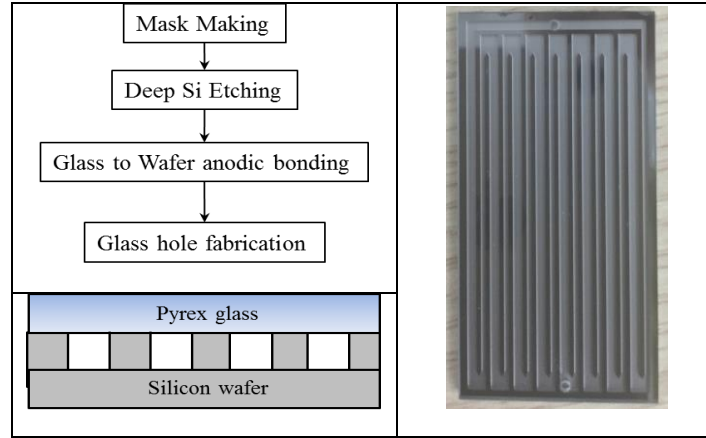 Mask Making
Deep Si Etching
Glass to Wafer anodic bonding
Glass hole fabrication
Pyrex glass
Silicon wafer